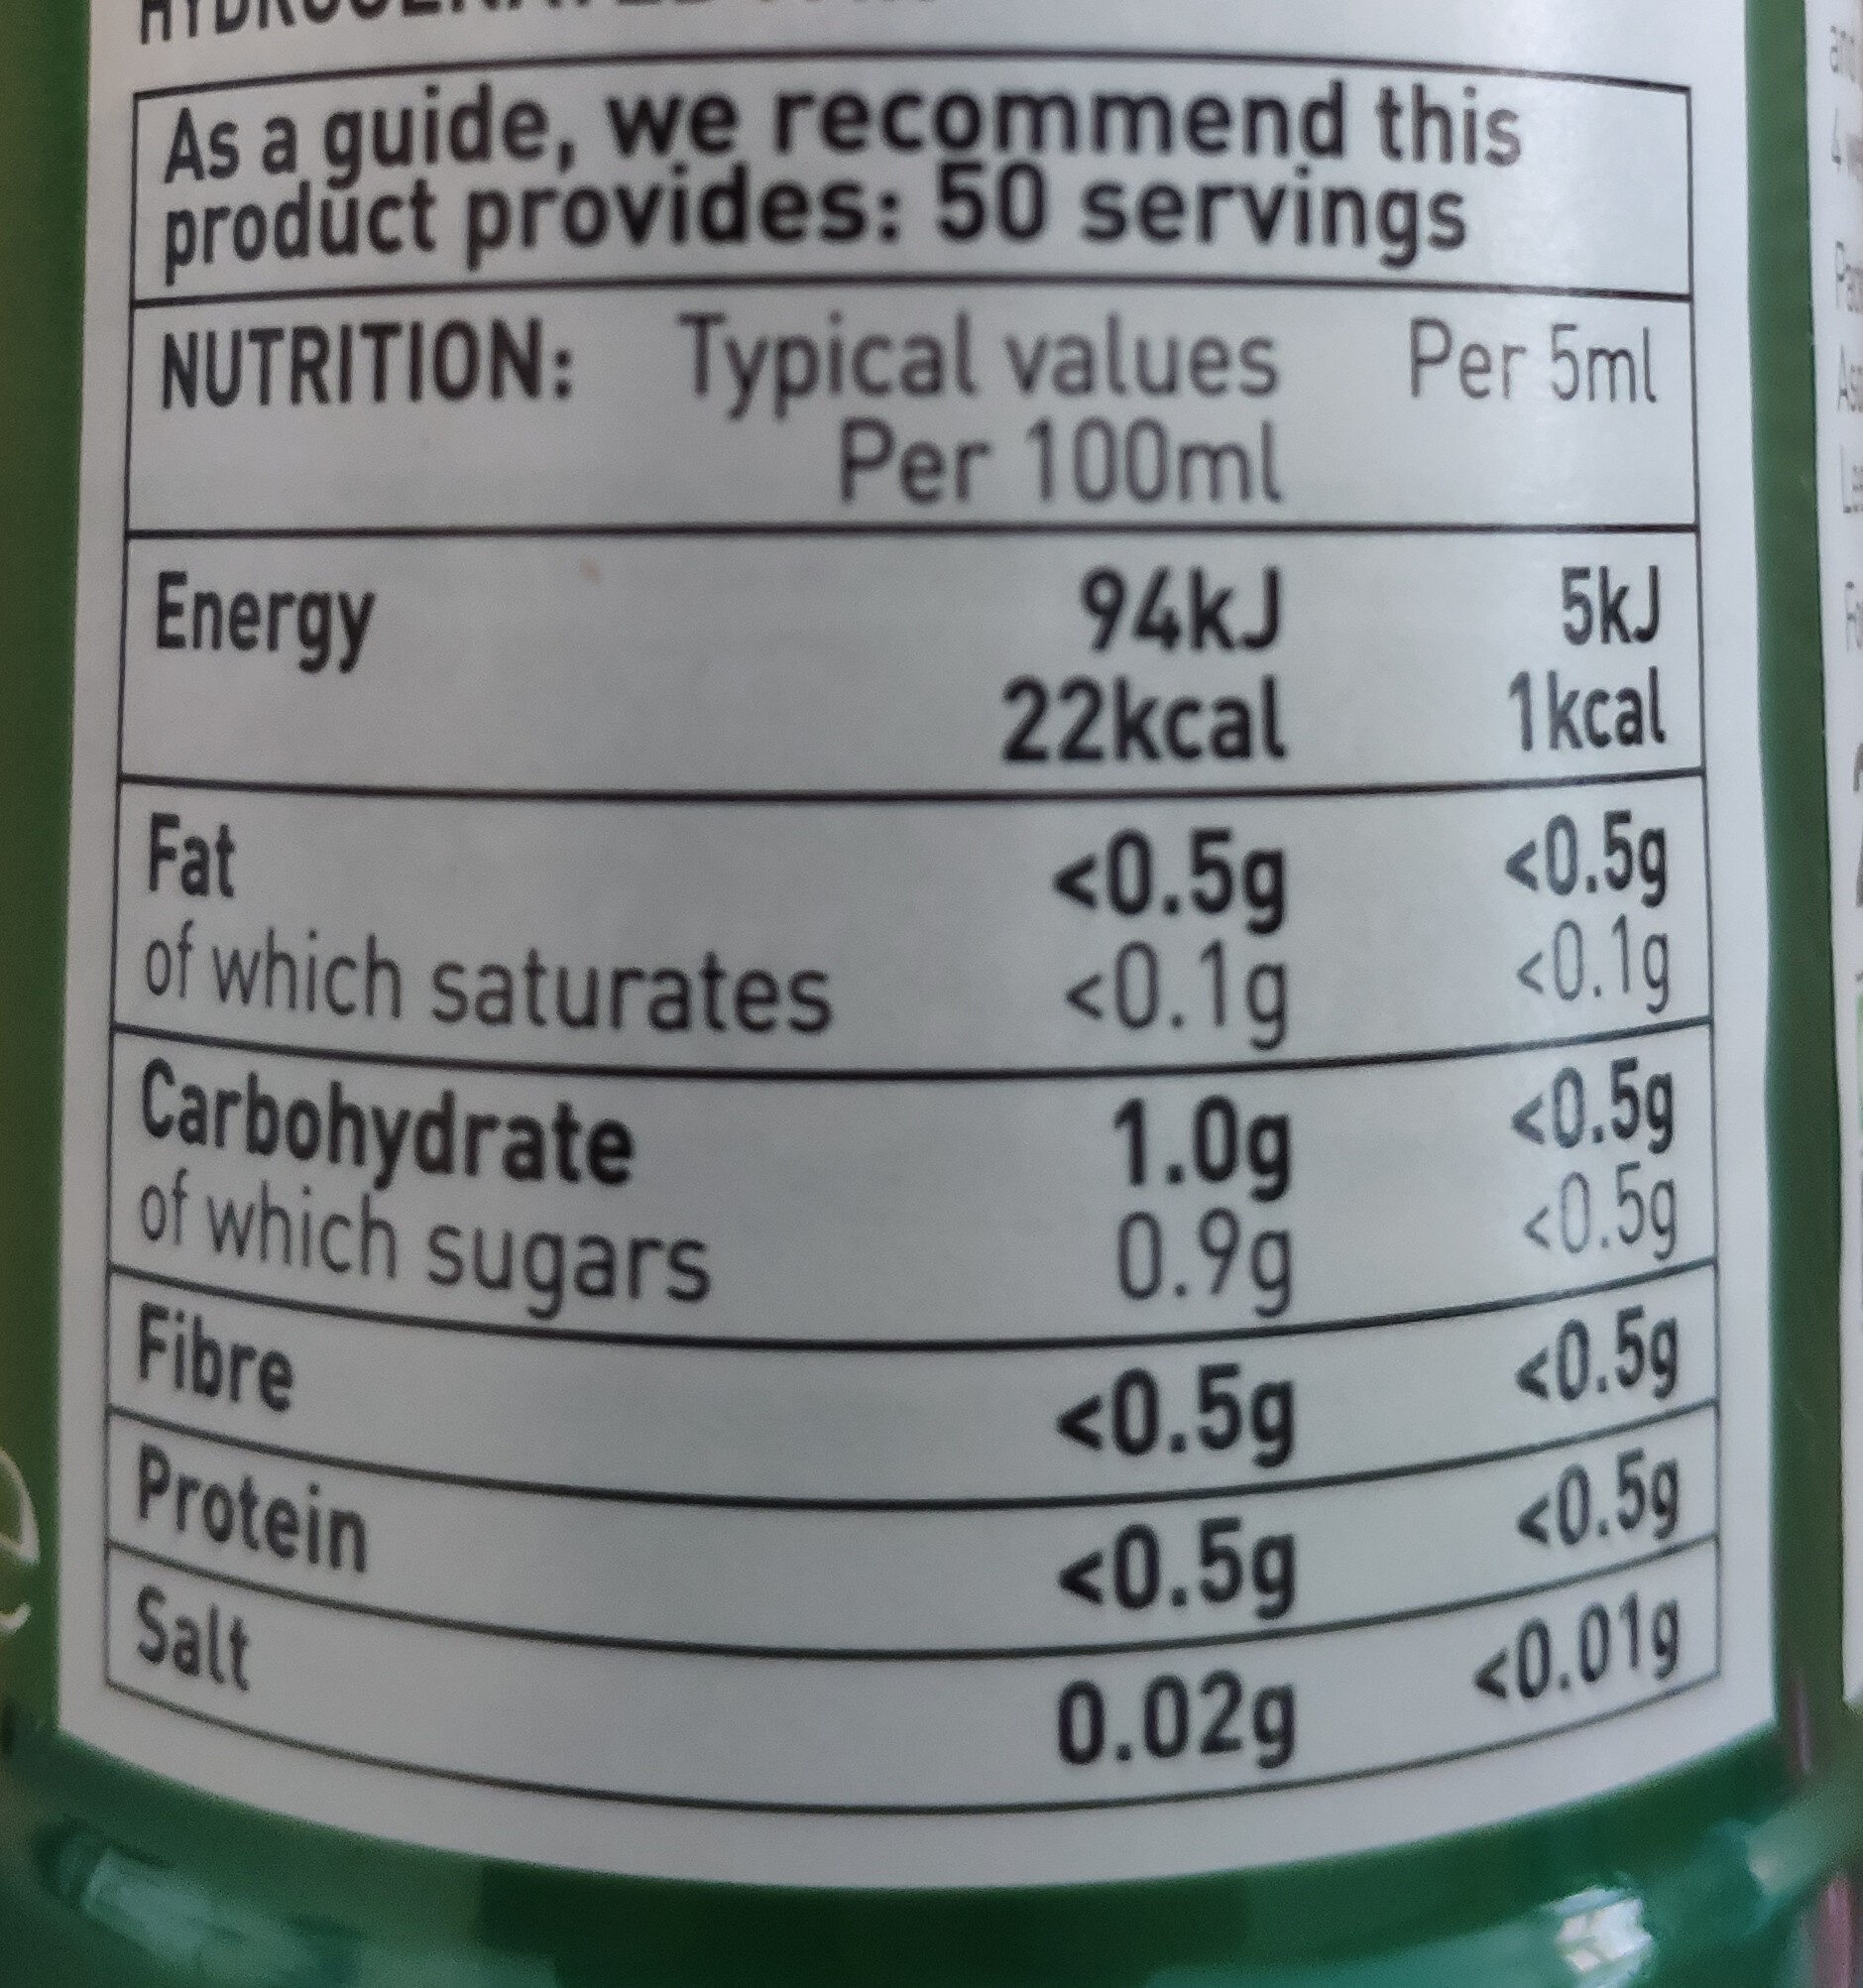 As a guide, we recommend this
product provides: 50 servings
NUTRITION: Typical values Per 5ml
Per 100ml
Energy 94kJ 5kJ
22kcal 1kcal
Fat <0.5g <0.5g
of which saturates <0.1g <0.1g
Carbohydrate 1.0g <0.5g
of which sugars 0.9g <0.5g
Fibre <0.5g <0.5g
Protein <0.5g <0.5g
Salt 0.02g <0.01g